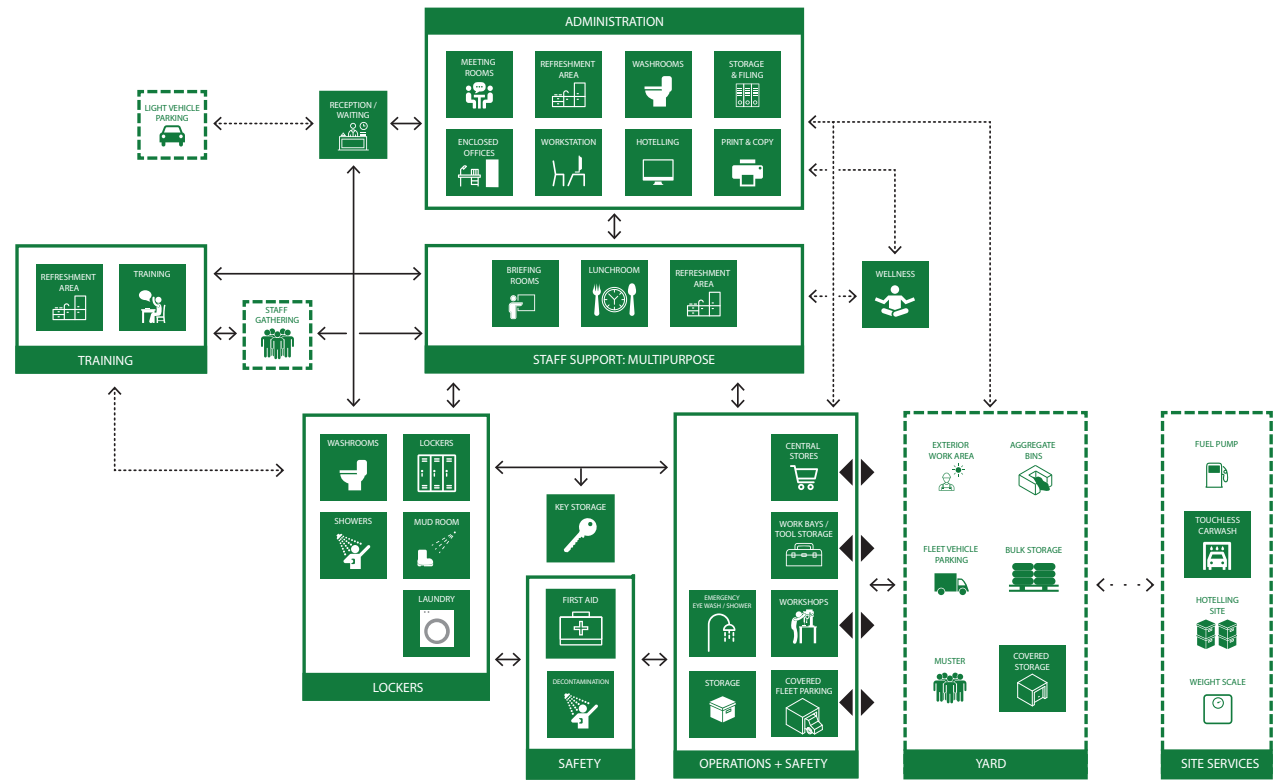 ADMINISTRATION
MEETING
ROOMS
REFRESHMENT
AREA
WASHROOMS
STORAGE
& FILING
ENCLOSED
OFFICES
WORKSTATION
HOTELLING
PRINT & COPY
LIGHT VEHICLE
PARKING
RECEPTION /
WAITING
REFRESHMENT
AREA
TRAINING
TRAINING
STAFF
GATHERING
BRIEFING
ROOMS
LUNCHROOM
REFRESHMENT
AREA
STAFF SUPPORT: MULTIPURPOSE
WELLNESS
WASHROOMS
LOCKERS
SHOWERS
MUD ROOM
LAUNDRY
LOCKERS
KEY STORAGE
FIRST AID
DECONTAMINATION
SAFETY
CENTRAL
STORES
WORK BAYS /
TOOL STORAGE
EMERGENCY
EYE WASH / SHOWER
WORKSHOPS
STORAGE
COVERED
FLEET PARKING
OPERATIONS + SAFETY
EXTERIOR
WORK AREA
AGGREGATE
BINS
FLEET VEHICLE
PARKING
BULK STORAGE
MUSTER
COVERED
STORAGE
YARD
FUEL PUMP
TOUCHLESS
CARWASH
HOTELLING
SITE
WEIGHT SCALE
SITE SERVICES